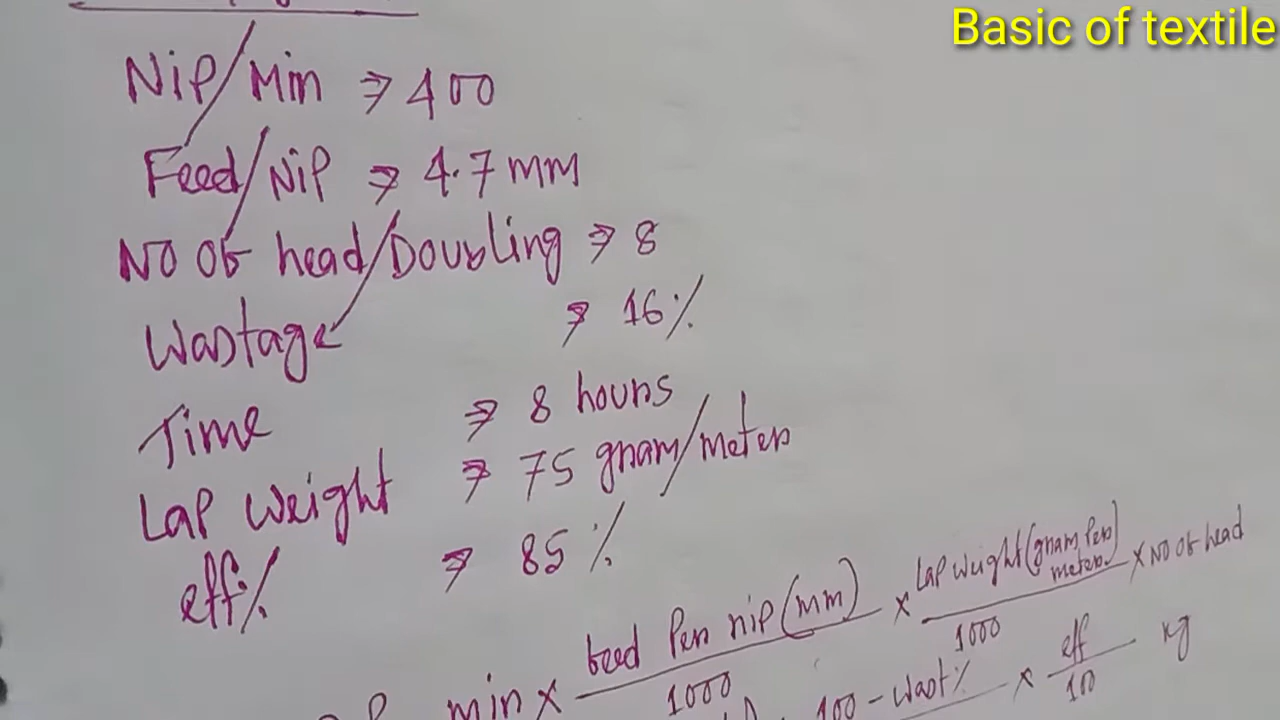 Basic of textile
Nip/Min ⇒ 400
Feed/Nip ⇒ 4.7 mm
No of head/Doubling ⇒ 8
Wastage ⇒ 16%
Time ⇒ 8 hours
Lap weight ⇒ 75 gram/meter
eff% ⇒ 85%
min × feed per nip (mm) / 1000 × Lap weight (gram per meter) / 1000 × No of head
100 - wast% × eff / 10 kg